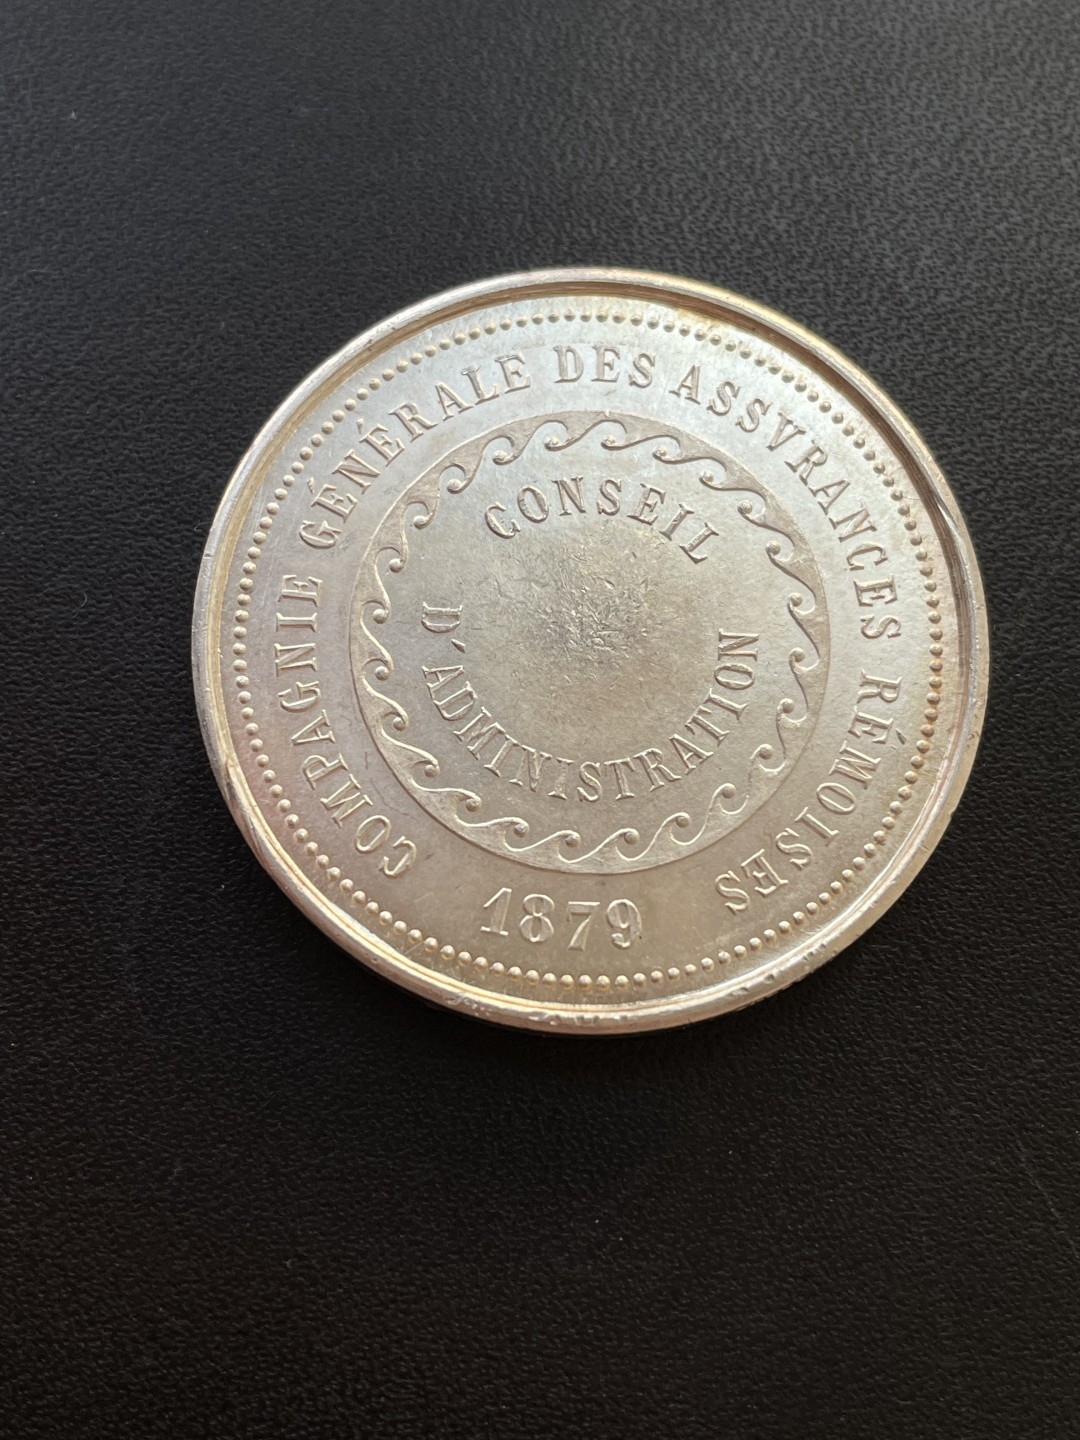 COMPAGNIE GÉNÉRALE DES ASSVRANCES RÉMOISES
CONSEIL
D'ADMINISTRATION
1879